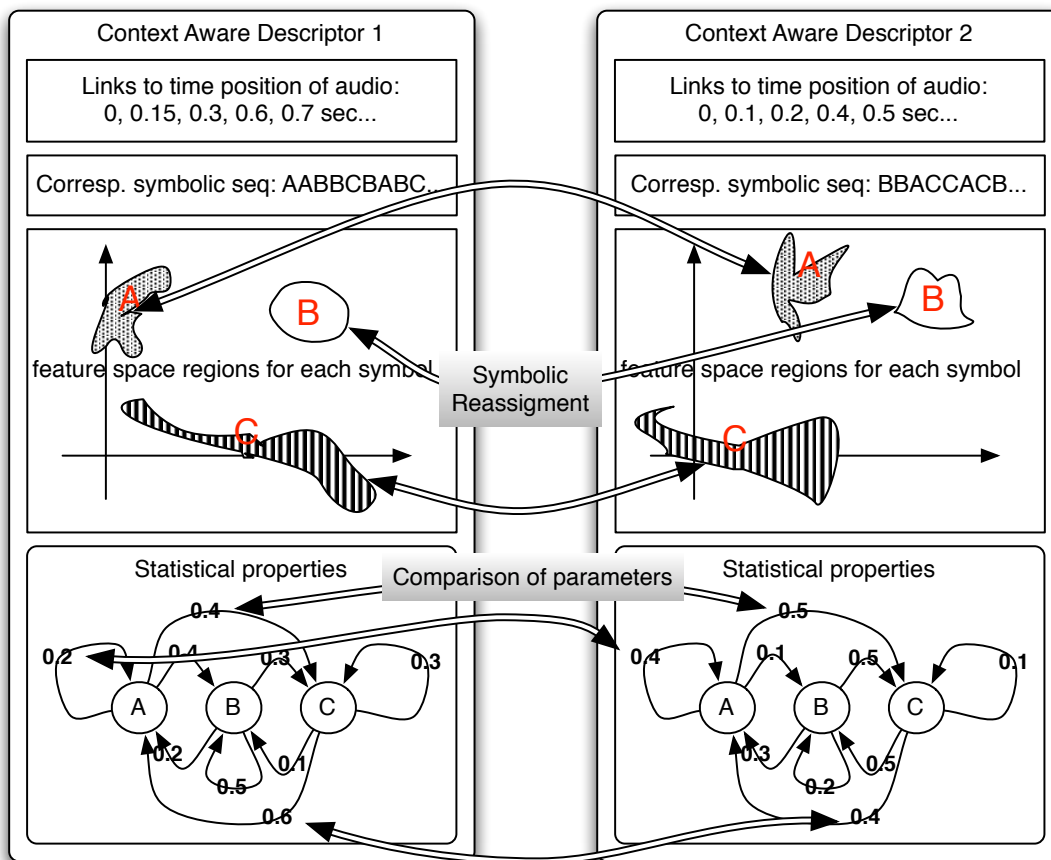 Context Aware Descriptor 1
Links to time position of audio:
0, 0.15, 0.3, 0.6, 0.7 sec...
Corresp. symbolic seq: AABBCBABC..
A
B
feature space regions for each symbol
C
Statistical properties
0.4
0.2
0.4
0.3
0.3
A
B
C
0.2
0.1
0.5
0.6
Symbolic
Reassigment
Comparison of parameters
Context Aware Descriptor 2
Links to time position of audio:
0, 0.1, 0.2, 0.4, 0.5 sec...
Corresp. symbolic seq: BBACCACB...
A
B
feature space regions for each symbol
C
Statistical properties
0.5
0.4
0.1
0.5
0.1
A
B
C
0.3
0.5
0.2
0.4